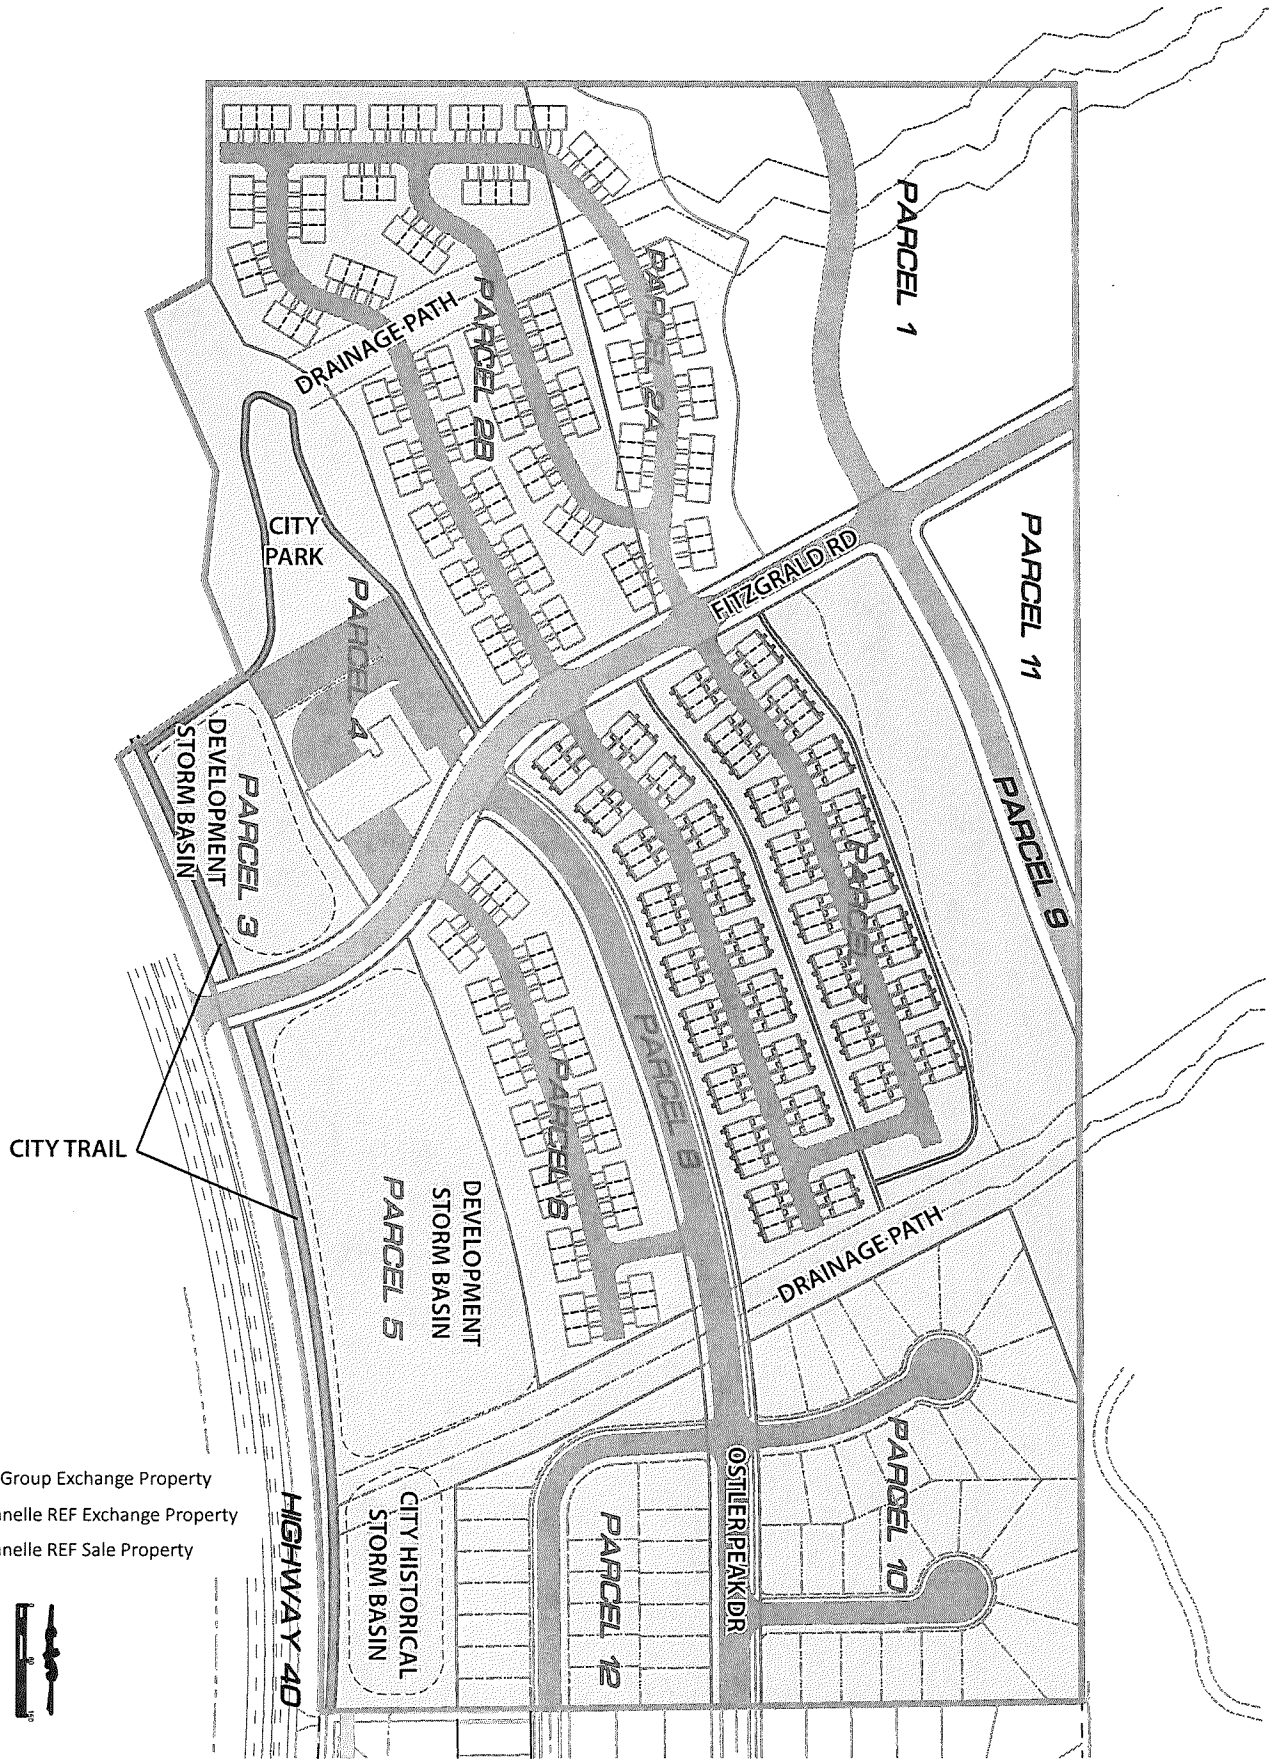 PARCEL 1
PARCEL 2A
PARCEL 2B
DRAINAGE PATH
CITY
PARK
PARCEL 4
FITZGRALD RD
PARCEL 11
PARCEL 9
DEVELOPMENT
STORM BASIN
PARCEL 3
PARCEL 7
CITY TRAIL
PARCEL 8
PARCEL 6
DEVELOPMENT
STORM BASIN
PARCEL 5
DRAINAGE PATH
PARCEL 10
OSTLER PEAK DR
PARCEL 12
CITY HISTORICAL
STORM BASIN
HIGHWAY 40
Group Exchange Property
nelle REF Exchange Property
nelle REF Sale Property